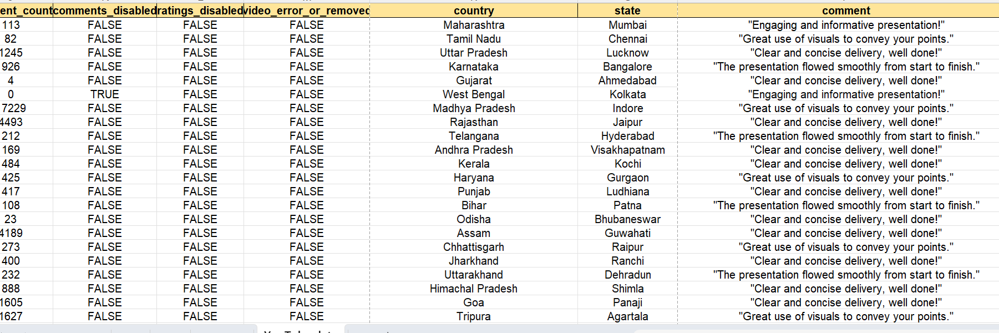 ent_count comments_disabled ratings_disabled video_error_or_removed country state comment
113 FALSE FALSE FALSE Maharashtra Mumbai "Engaging and informative presentation!"
82 FALSE FALSE FALSE Tamil Nadu Chennai "Great use of visuals to convey your points."
1245 FALSE FALSE FALSE Uttar Pradesh Lucknow "Clear and concise delivery, well done!"
926 FALSE FALSE FALSE Karnataka Bangalore "The presentation flowed smoothly from start to finish."
4 FALSE FALSE FALSE Gujarat Ahmedabad "Clear and concise delivery, well done!"
0 TRUE FALSE FALSE West Bengal Kolkata "Engaging and informative presentation!"
7229 FALSE FALSE FALSE Madhya Pradesh Indore "Great use of visuals to convey your points."
4493 FALSE FALSE FALSE Rajasthan Jaipur "Clear and concise delivery, well done!"
212 FALSE FALSE FALSE Telangana Hyderabad "The presentation flowed smoothly from start to finish."
169 FALSE FALSE FALSE Andhra Pradesh Visakhapatnam "Clear and concise delivery, well done!"
484 FALSE FALSE FALSE Kerala Kochi "Clear and concise delivery, well done!"
425 FALSE FALSE FALSE Haryana Gurgaon "Great use of visuals to convey your points."
417 FALSE FALSE FALSE Punjab Ludhiana "Clear and concise delivery, well done!"
108 FALSE FALSE FALSE Bihar Patna "The presentation flowed smoothly from start to finish."
23 FALSE FALSE FALSE Odisha Bhubaneswar "Clear and concise delivery, well done!"
4189 FALSE FALSE FALSE Assam Guwahati "Clear and concise delivery, well done!"
273 FALSE FALSE FALSE Chhattisgarh Raipur "Great use of visuals to convey your points."
400 FALSE FALSE FALSE Jharkhand Ranchi "Clear and concise delivery, well done!"
232 FALSE FALSE FALSE Uttarakhand Dehradun "The presentation flowed smoothly from start to finish."
888 FALSE FALSE FALSE Himachal Pradesh Shimla "Clear and concise delivery, well done!"
1605 FALSE FALSE FALSE Goa Panaji "Clear and concise delivery, well done!"
1627 FALSE FALSE FALSE Tripura Agartala "Great use of visuals to convey your points."